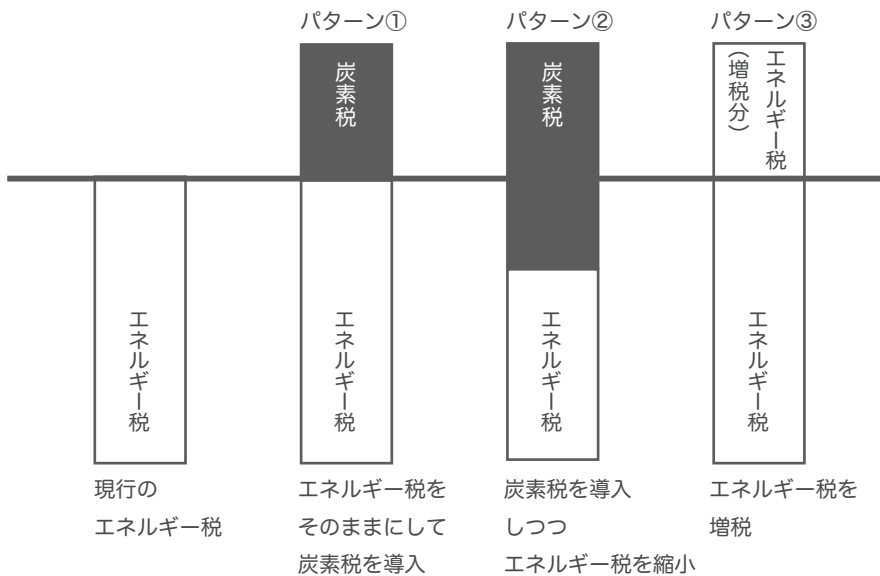 パターン①
パターン②
パターン③
炭素税
炭素税
エネルギー税
(増税分)
エネルギー税
エネルギー税
エネルギー税
エネルギー税
現行の
エネルギー税
エネルギー税を
そのままにして
炭素税を導入
炭素税を導入
しつつ
エネルギー税を縮小
エネルギー税を
増税